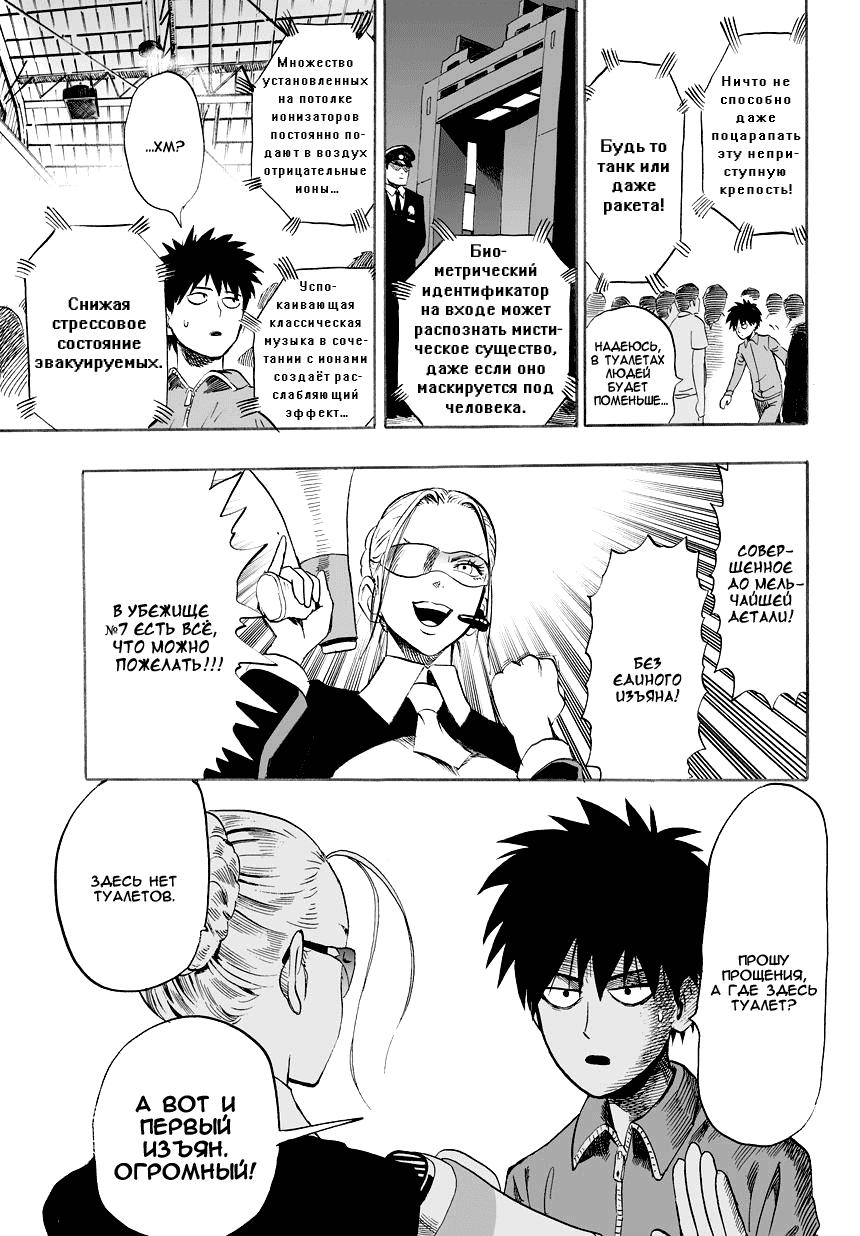 Ничто не
способно
даже
поцарапать
эту непри-
ступную
крепость!
Будь то
танк или
даже
ракета!
НАДЕЮСЬ,
В ТУАЛЕТАХ
ЛЮДЕЙ
БУДЕТ
ПОМЕНЬШЕ...
Био-
метрический
идентификатор
на входе может
распознать мисти-
ческое существо,
даже если оно
маскируется под
человека.
Множество
установленных
на потолке
ионизаторов
постоянно по-
дают в воздух
отрицательные
ионы...
...ХМ?
Успо-
каивающая
классическая
музыка в соче-
тании с ионами
создаёт рас-
слабляющий
эффект...
Снижая
стрессовое
состояние
эвакуируемых.
СОВЕР-
ШЕННОЕ
ДО МЕЛЬ-
ЧАЙШЕЙ
ДЕТАЛИ!
БЕЗ
ЕДИНОГО
ИЗЪЯНА!
В УБЕЖИЩЕ
№7 ЕСТЬ ВСЁ,
ЧТО МОЖНО
ПОЖЕЛАТЬ!!!
ПРОШУ
ПРОЩЕНИЯ,
А ГДЕ ЗДЕСЬ
ТУАЛЕТ?
ЗДЕСЬ НЕТ
ТУАЛЕТОВ.
А ВОТ И
ПЕРВЫЙ
ИЗЪЯН.
ОГРОМНЫЙ!